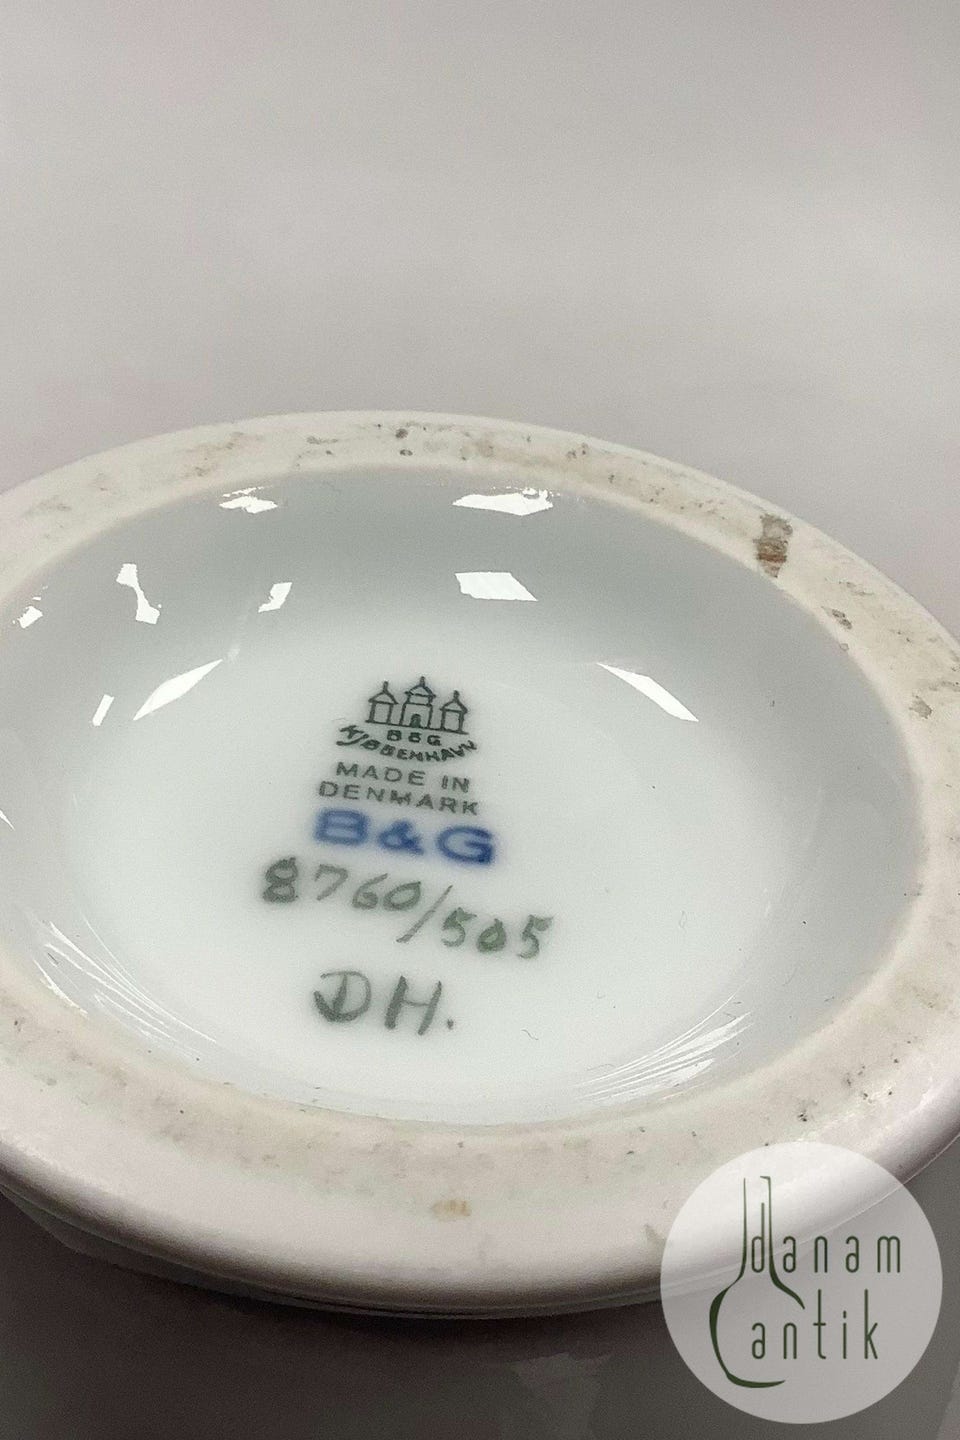 B&G
KJØBENHAVN
MADE IN
DENMARK
B&G
8760/505
DH.
danam
antik